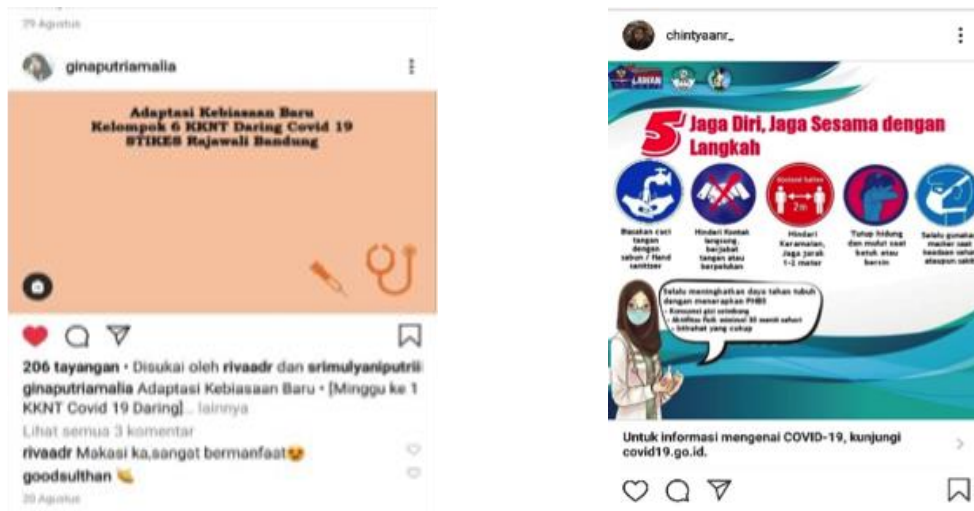 29 Agustus
ginaputriamalia
Adaptasi Kebiasaan Baru
Kelompok 6 KKNT Daring Covid 19
STIKES Rajawali Bandung
206 tayangan • Disukai oleh rivaadr dan srimulyaniputrii
ginaputriamalia Adaptasi Kebiasaan Baru • [Minggu ke 1
KKNT Covid 19 Daring]... lainnya
Lihat semua 3 komentar
rivaadr Makasi ka,sangat bermanfaat😍
goodsulthan 👏
20 Agustus
chintyaanr_
LAWAN
5 Jaga Diri, Jaga Sesama dengan
Langkah
2m
Biasakan cuci
tangan
dengan
sabun / Hand
sanitizer
Hindari Kontak
langsung,
berjabat
tangan atau
berpelukan
Hindari
Keramaian,
Jaga jarak
1-2 meter
Tutup hidung
dan mulut saat
batuk atau
bersin
Selalu gunakan
masker saat
keadaan sehat
ataupun sakit
Selalu meningkatkan daya tahan tubuh
dengan menerapkan PHBS
- Konsumsi gizi seimbang
- Aktifitas fisik minimal 30 menit sehari
- Istirahat yang cukup
Untuk informasi mengenai COVID-19, kunjungi
covid19.go.id.